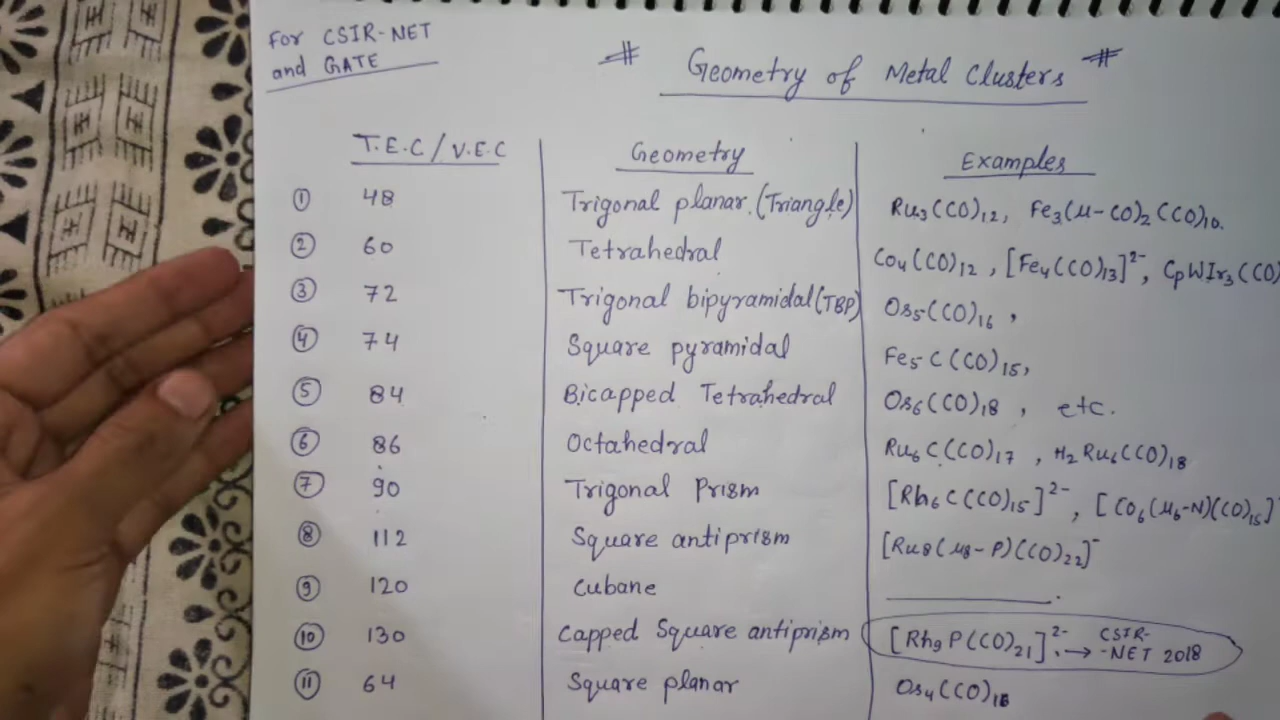 For CSIR-NET
and GATE
# Geometry of Metal Clusters #
T.E.C/V.E.C Geometry Examples
① 48 Trigonal planar.(Triangle) Ru₃(CO)₁₂, Fe₃(μ-CO)₂(CO)₁₀.
② 60 Tetrahedral Co₄(CO)₁₂, [Fe₄(CO)₁₃]²⁻, CpWIr₃(CO)
③ 72 Trigonal bipyramidal(TBP) Os₅(CO)₁₆,
④ 74 Square pyramidal Fe₅C(CO)₁₅,
⑤ 84 Bicapped Tetrahedral Os₆(CO)₁₈, etc.
⑥ 86 Octahedral Ru₆C(CO)₁₇, H₂Ru₆(CO)₁₈
⑦ 90 Trigonal Prism [Rh₆C(CO)₁₅]²⁻, [Co₆(μ₆-N)(CO)₁₅]⁻
⑧ 112 Square antiprism [Ru₈(μ₈-P)(CO)₂₂]⁻
⑨ 120 Cubane
⑩ 130 Capped Square antiprism [Rh₉P(CO)₂₁]²⁻. → CSIR-
-NET 2018
⑪ 64 Square planar Os₄(CO)₁₆